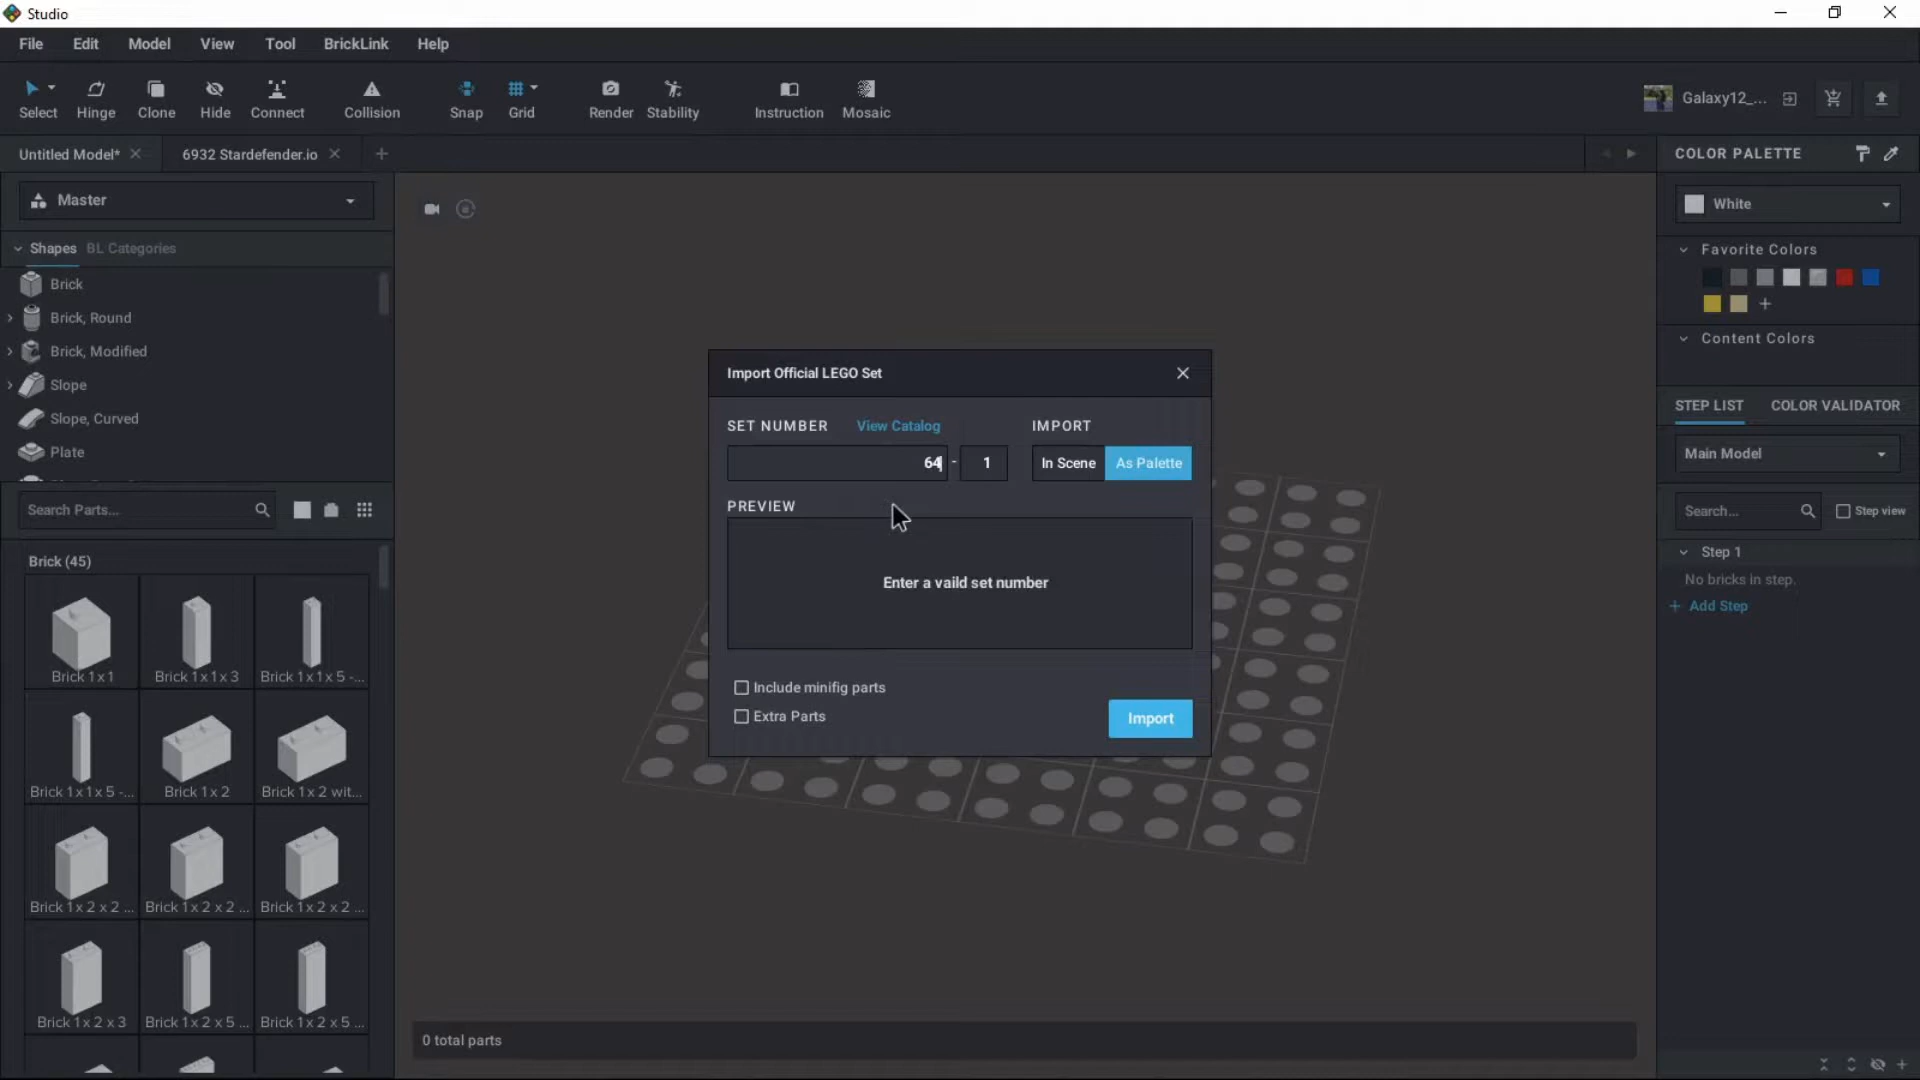 Studio
File Edit Model View Tool BrickLink Help
Select Hinge Clone Hide Connect Collision Snap Grid Render Stability Instruction Mosaic Galaxy12_...
Untitled Model* 6932 Stardefender.io
Master
Shapes BL Categories
Brick
Brick, Round
Brick, Modified
Slope
Slope, Curved
Plate
Search Parts...
Brick (45)
Brick 1 x 1 Brick 1 x 1 x 3 Brick 1 x 1 x 5 -...
Brick 1 x 1 x 5 -... Brick 1 x 2 Brick 1 x 2 wit...
Brick 1 x 2 x 2 ... Brick 1 x 2 x 2 ... Brick 1 x 2 x 2 ...
Brick 1 x 2 x 3 Brick 1 x 2 x 5 ... Brick 1 x 2 x 5 ...
Import Official LEGO Set
SET NUMBER View Catalog IMPORT
64 - 1 In Scene As Palette
PREVIEW
Enter a vaild set number
Include minifig parts
Extra Parts
Import
0 total parts
COLOR PALETTE
White
Favorite Colors
+
Content Colors
STEP LIST COLOR VALIDATOR
Main Model
Search... Step view
Step 1
No bricks in step.
+ Add Step